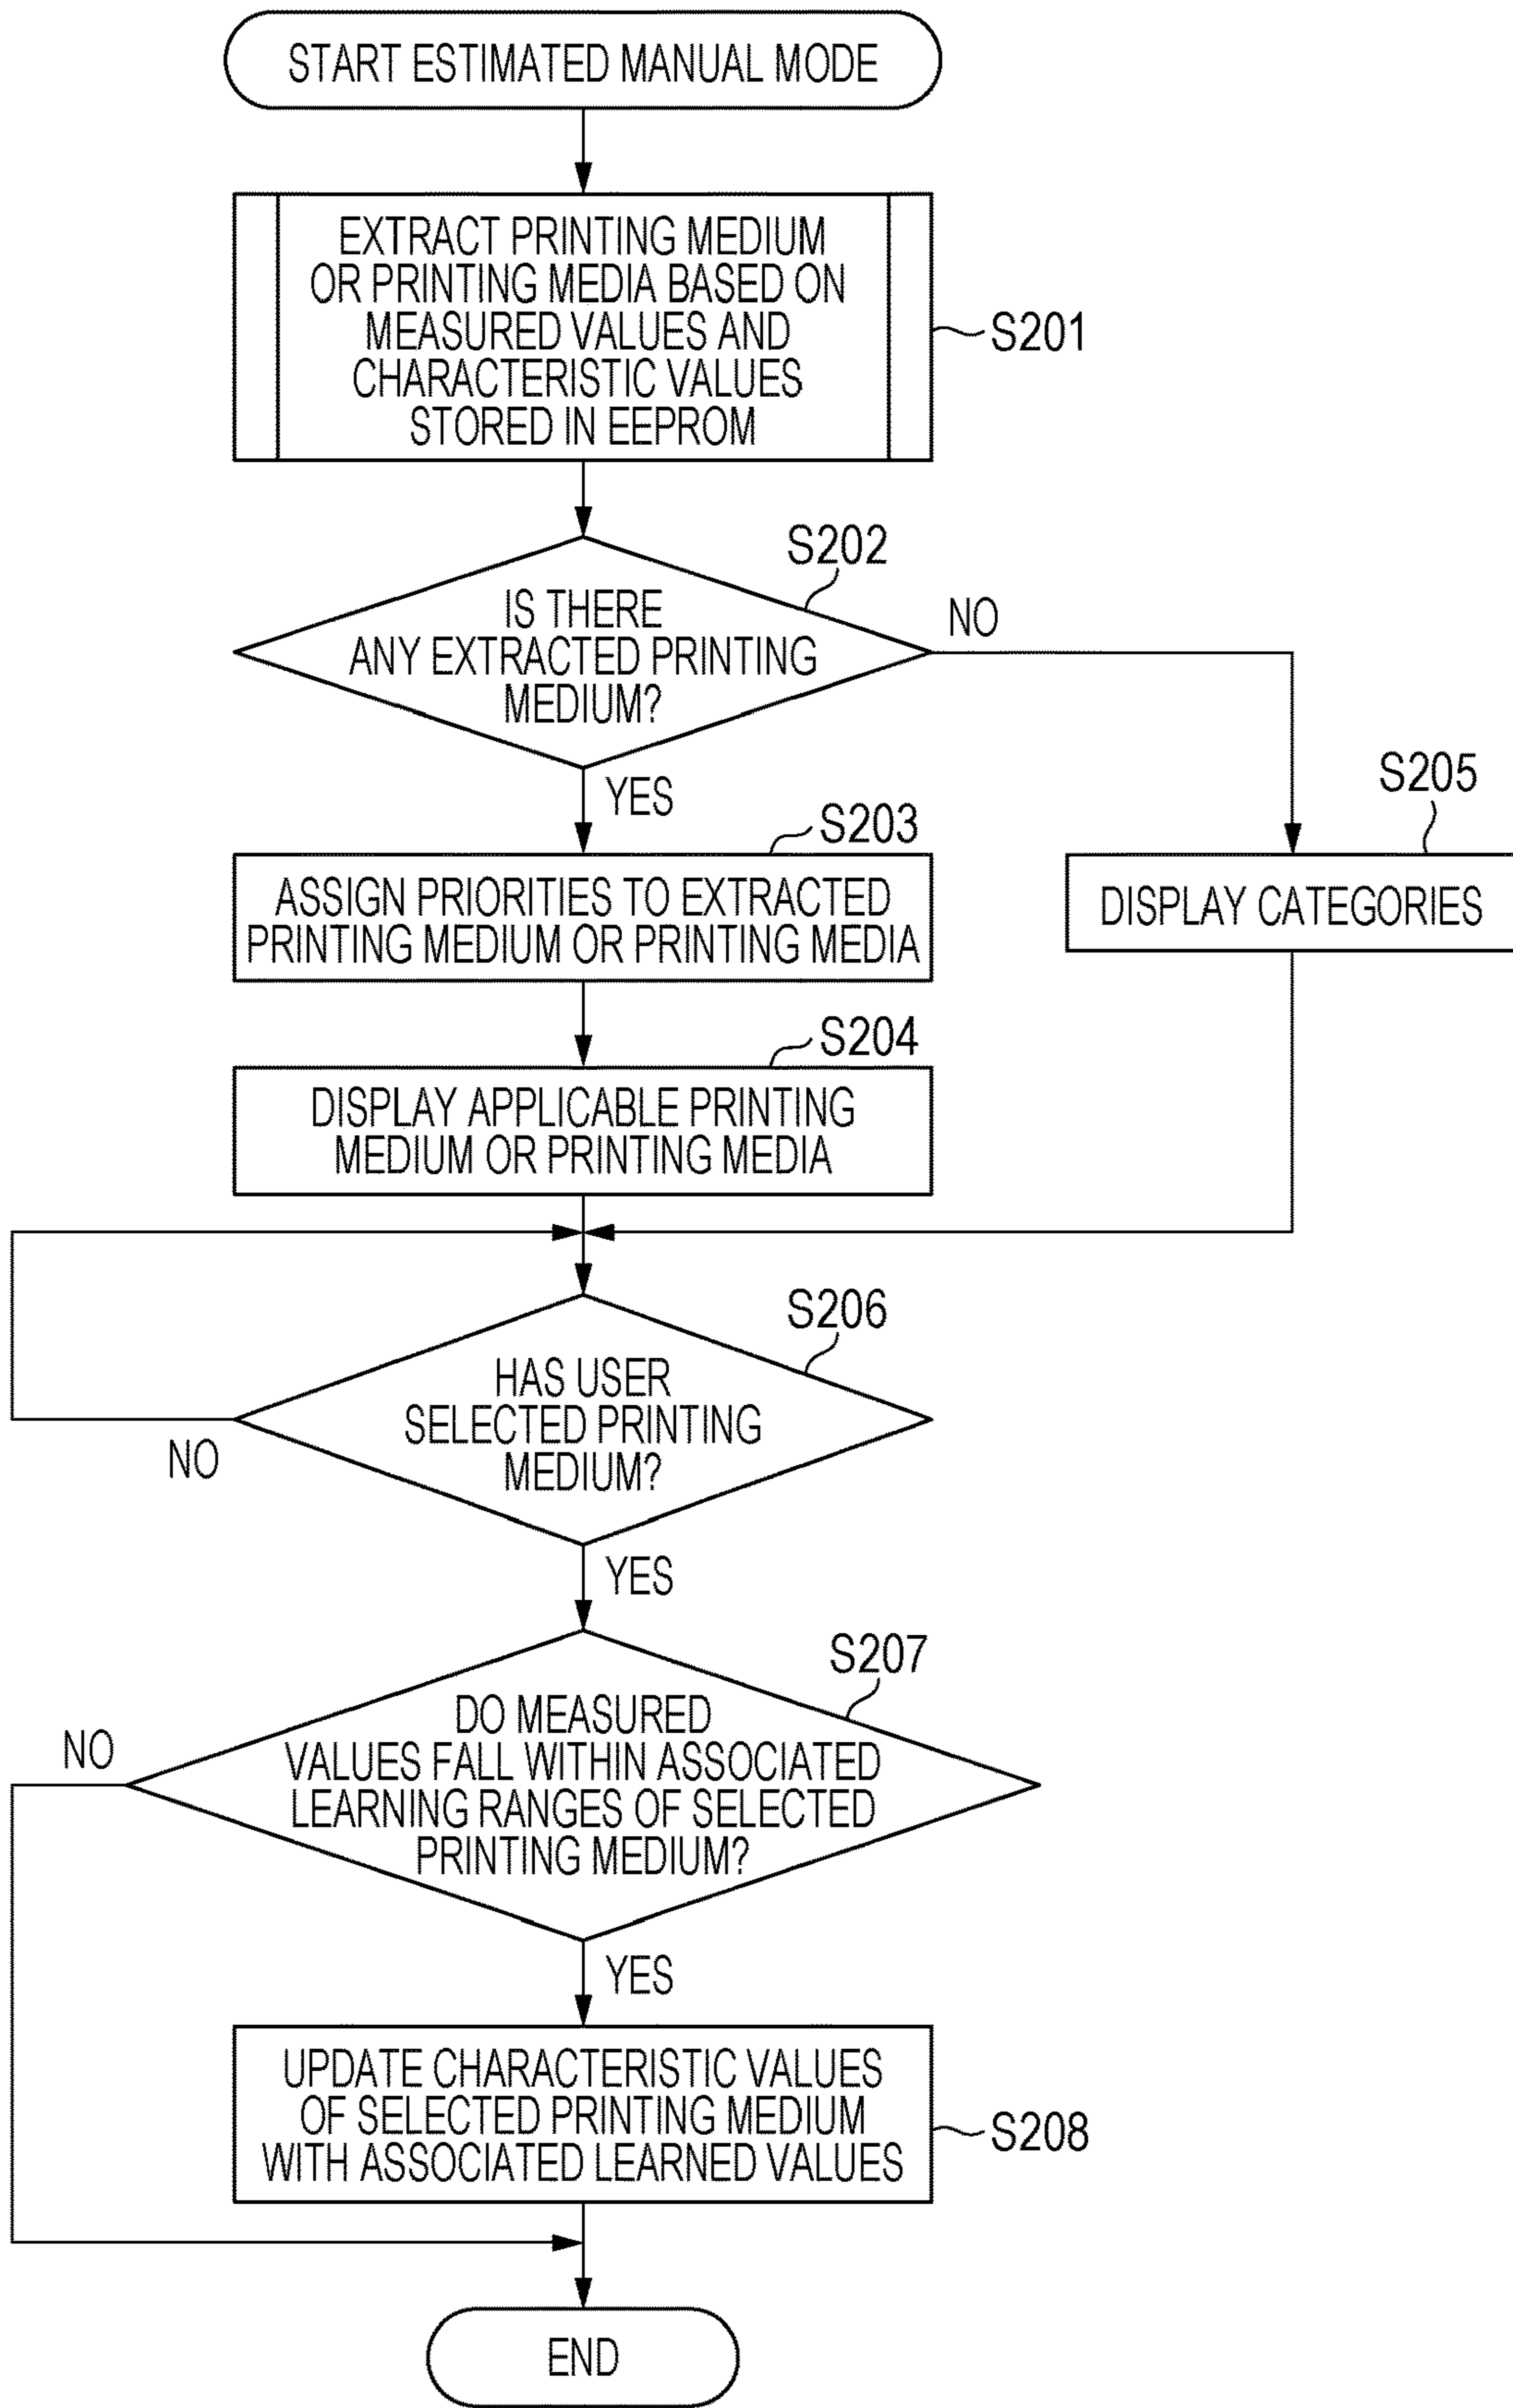 START ESTIMATED MANUAL MODE
EXTRACT PRINTING MEDIUM
OR PRINTING MEDIA BASED ON
MEASURED VALUES AND
CHARACTERISTIC VALUES
STORED IN EEPROM
S201
S202
IS THERE
ANY EXTRACTED PRINTING
MEDIUM?
NO
YES
S203
ASSIGN PRIORITIES TO EXTRACTED
PRINTING MEDIUM OR PRINTING MEDIA
S205
DISPLAY CATEGORIES
S204
DISPLAY APPLICABLE PRINTING
MEDIUM OR PRINTING MEDIA
S206
HAS USER
SELECTED PRINTING
MEDIUM?
NO
YES
S207
DO MEASURED
VALUES FALL WITHIN ASSOCIATED
LEARNING RANGES OF SELECTED
PRINTING MEDIUM?
NO
YES
UPDATE CHARACTERISTIC VALUES
OF SELECTED PRINTING MEDIUM
WITH ASSOCIATED LEARNED VALUES
S208
END